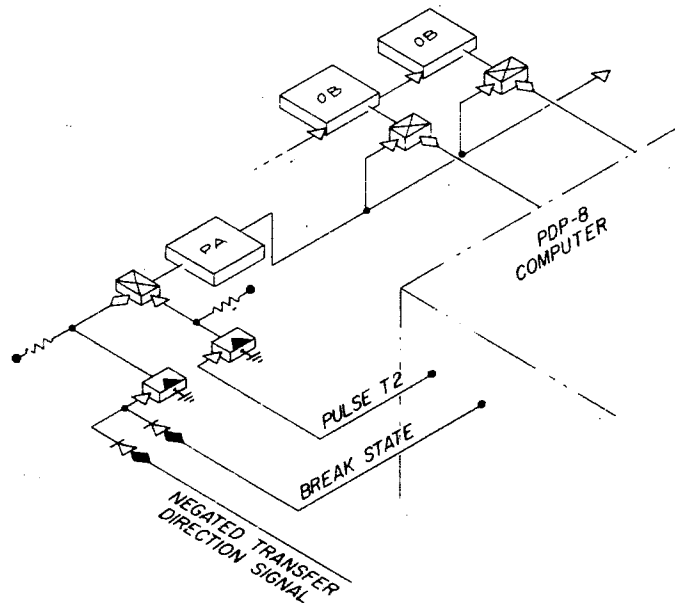 OB
OB
PDP-8
COMPUTER
PA
PULSE T2
BREAK STATE
NEGATED TRANSFER
DIRECTION SIGNAL